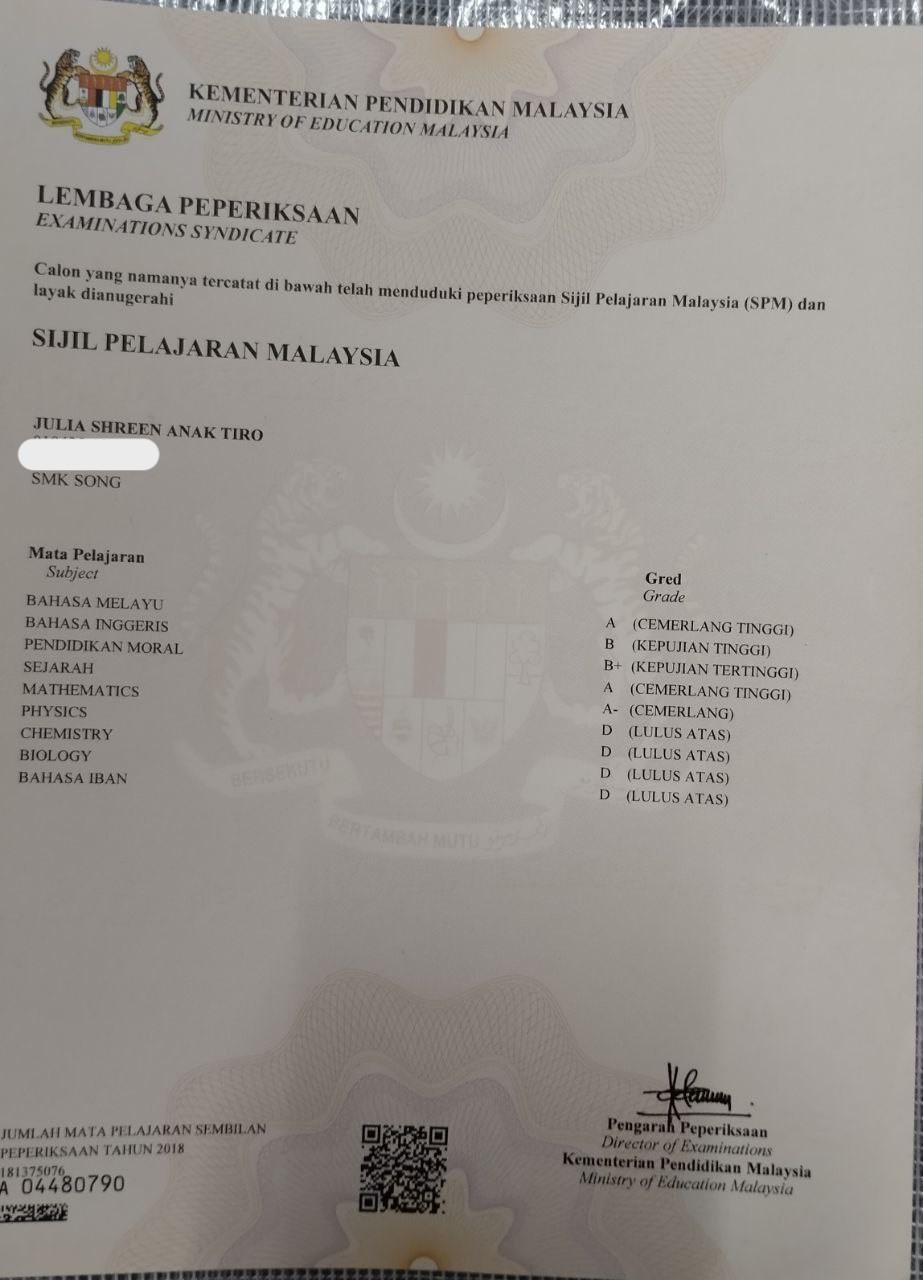 KEMENTERIAN PENDIDIKAN MALAYSIA
MINISTRY OF EDUCATION MALAYSIA
LEMBAGA PEPERIKSAAN
EXAMINATIONS SYNDICATE
Calon yang namanya tercatat di bawah telah menduduki peperiksaan Sijil Pelajaran Malaysia (SPM) dan
layak dianugerahi
SIJIL PELAJARAN MALAYSIA
JULIA SHREEN ANAK TIRO
SMK SONG
Mata Pelajaran
Subject
Gred
Grade
BAHASA MELAYU A (CEMERLANG TINGGI)
BAHASA INGGERIS B (KEPUJIAN TINGGI)
PENDIDIKAN MORAL B+ (KEPUJIAN TERTINGGI)
SEJARAH A (CEMERLANG TINGGI)
MATHEMATICS A- (CEMERLANG)
PHYSICS D (LULUS ATAS)
CHEMISTRY D (LULUS ATAS)
BIOLOGY D (LULUS ATAS)
BAHASA IBAN D (LULUS ATAS)
BERSEKUTU
BERTAMBAH MUTU
JUMLAH MATA PELAJARAN SEMBILAN
PEPERIKSAAN TAHUN 2018
181375076
A 04480790
Pengarah Peperiksaan
Director of Examinations
Kementerian Pendidikan Malaysia
Ministry of Education Malaysia